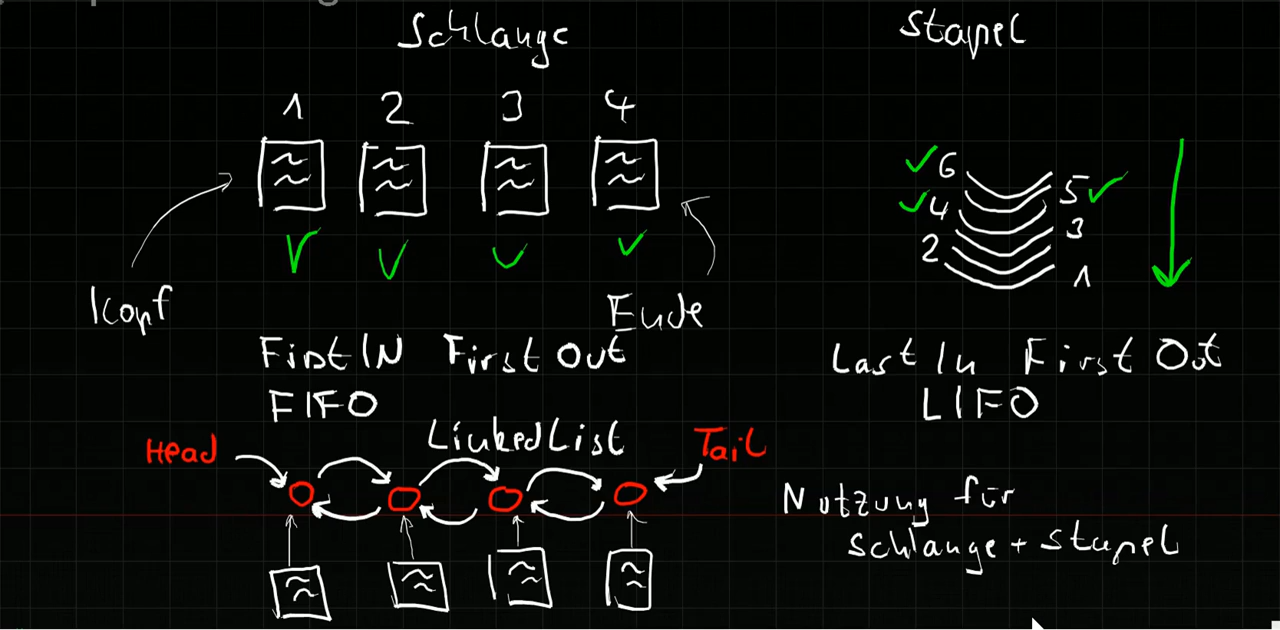 Schlange
1 2 3 4
Kopf
Ende
First IN First Out
FIFO
Stapel
6
5
4
3
2
1
Last In First Out
LIFO
LinkedList
Head
Tail
Nutzung für
Schlange + Stapel